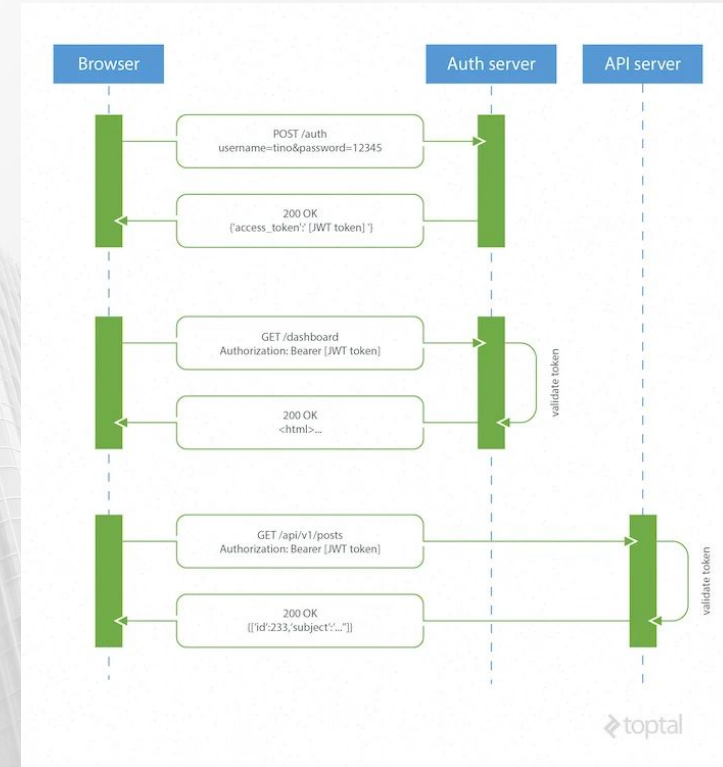 Browser
Auth server
API server
POST /auth
username=tino&password=12345
200 OK
{'access_token':' [JWT token] '}
GET /dashboard
Authorization: Bearer [JWT token]
validate token
200 OK
<html>...
GET /api/v1/posts
Authorization: Bearer [JWT token]
validate token
200 OK
[{'id':233,'subject':'..."}]
toptal